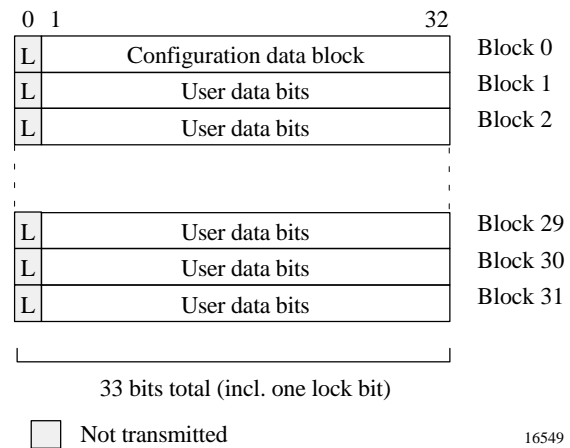 0 1 32
L Configuration data block Block 0
L User data bits Block 1
L User data bits Block 2
L User data bits Block 29
L User data bits Block 30
L User data bits Block 31
33 bits total (incl. one lock bit)
Not transmitted 16549